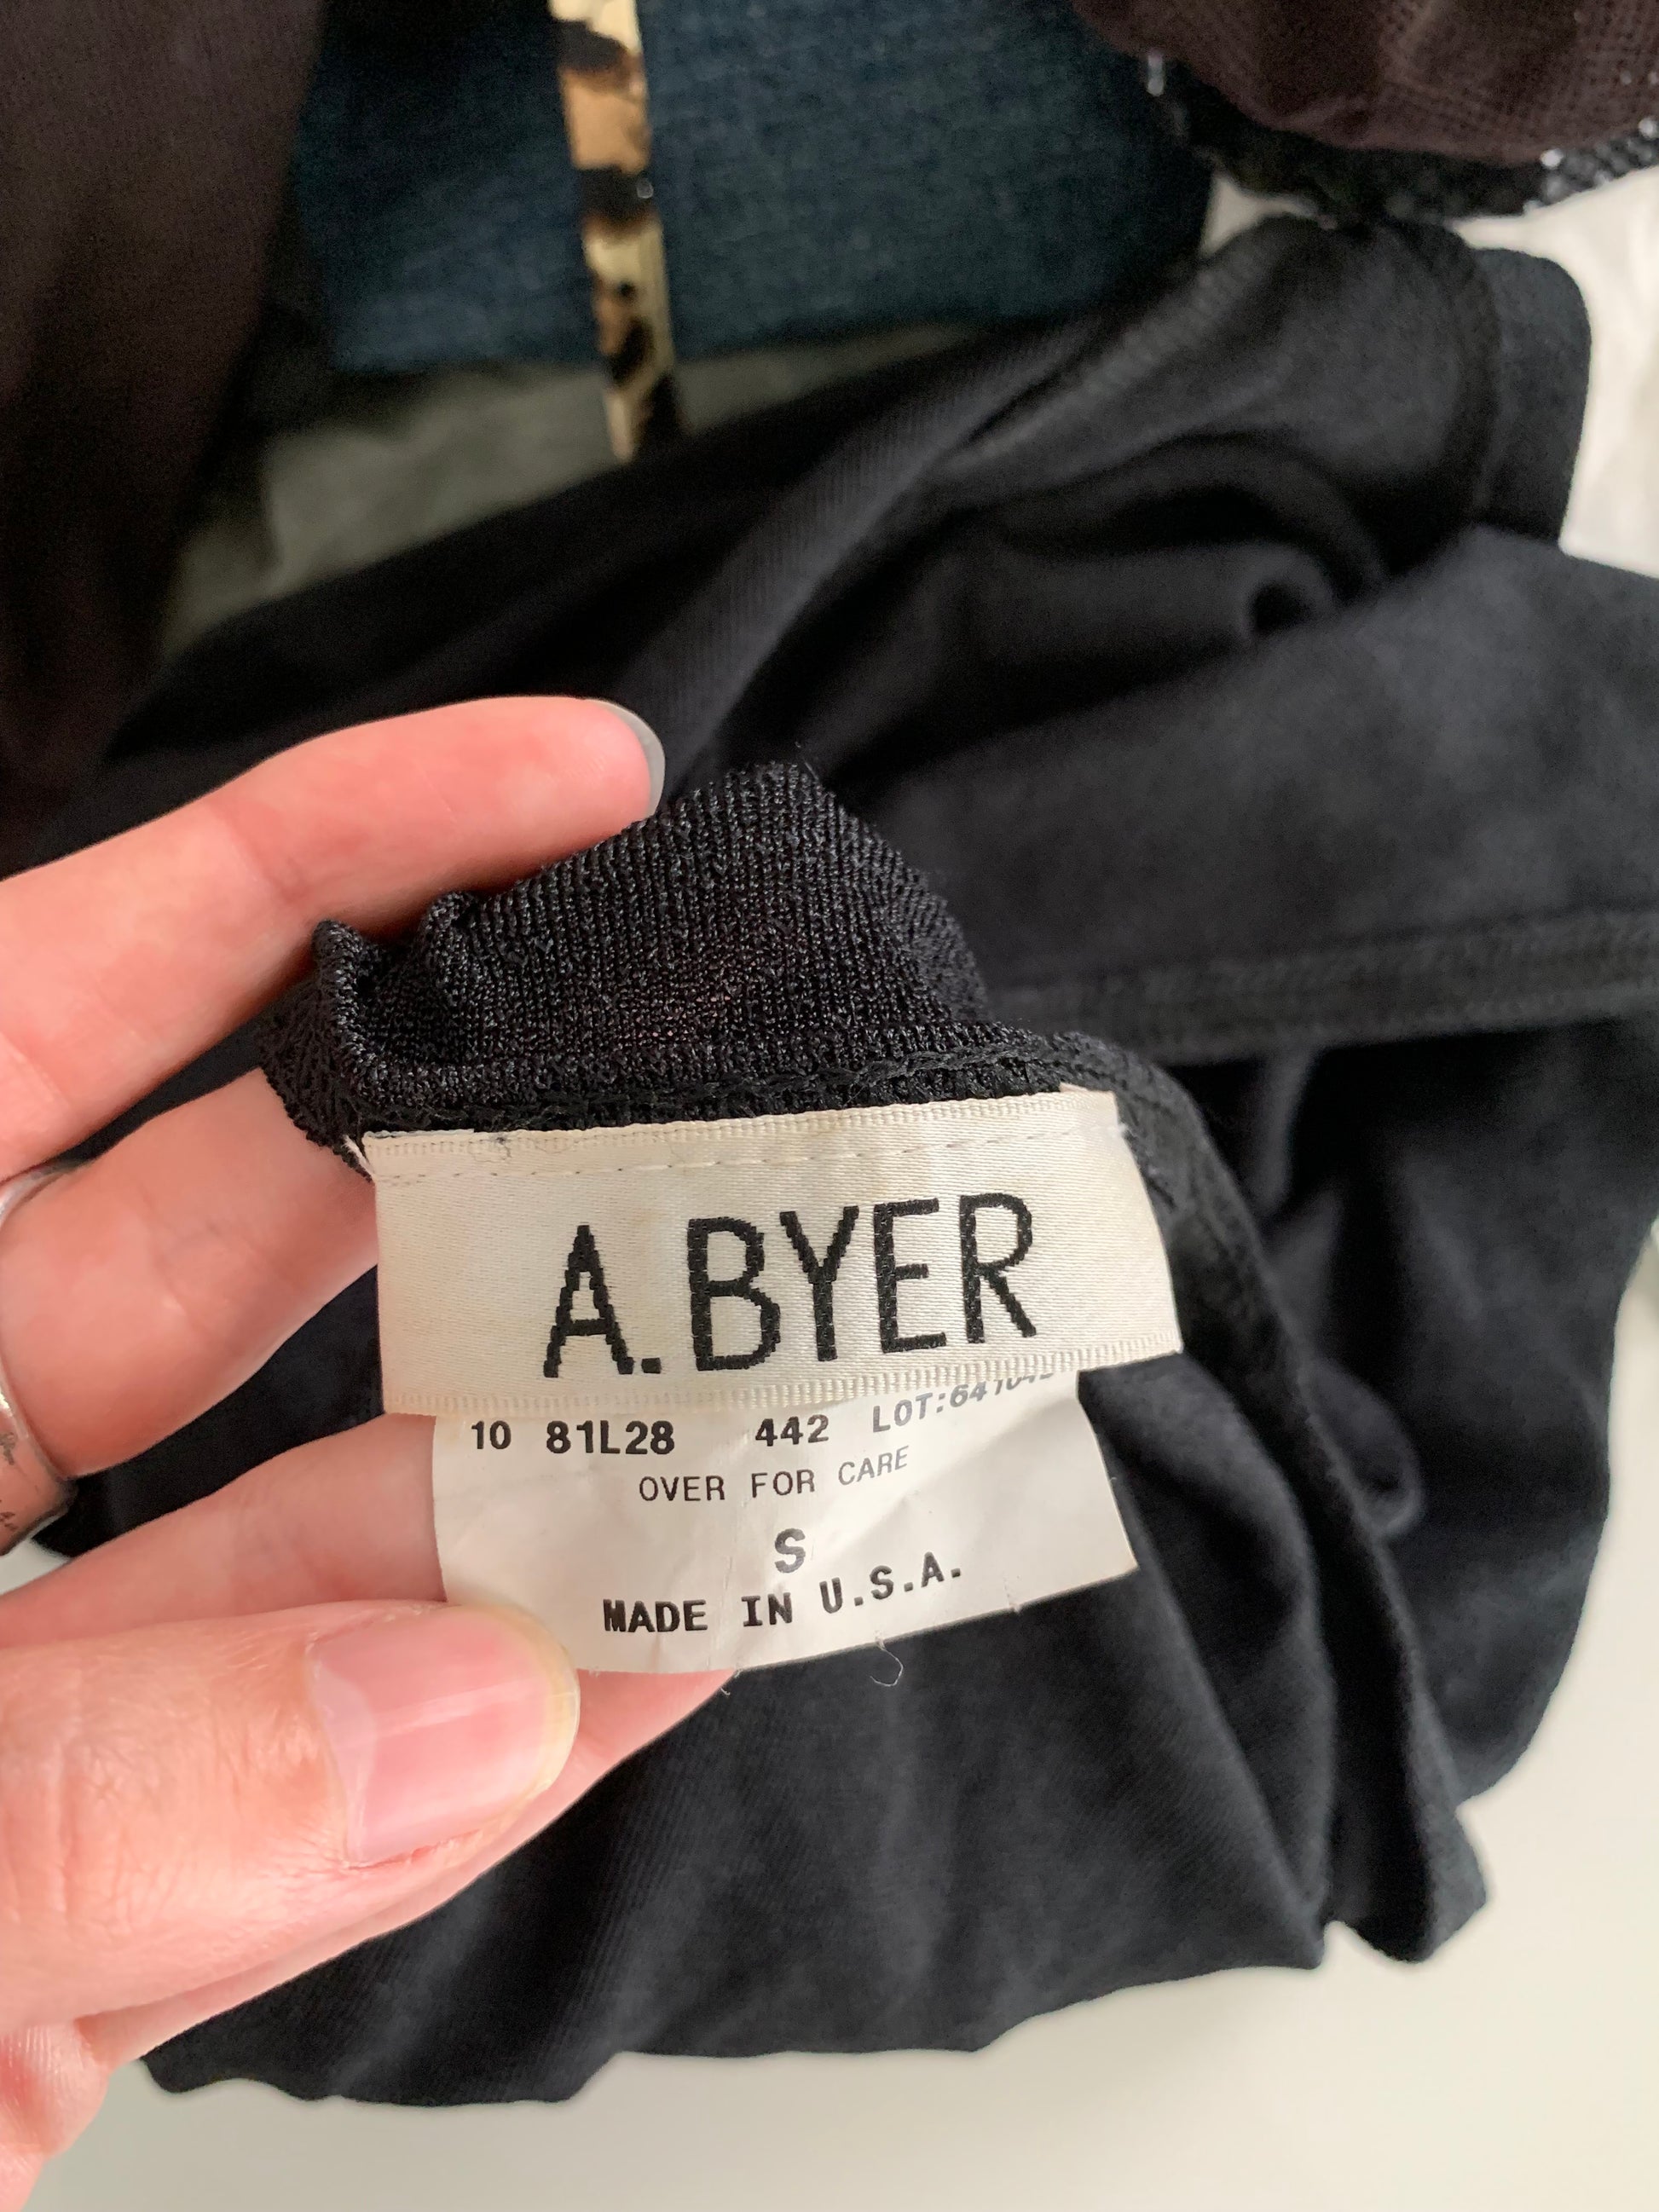 A.BYER
10 81L28 442 LOT:
OVER FOR CARE
S
MADE IN U.S.A.